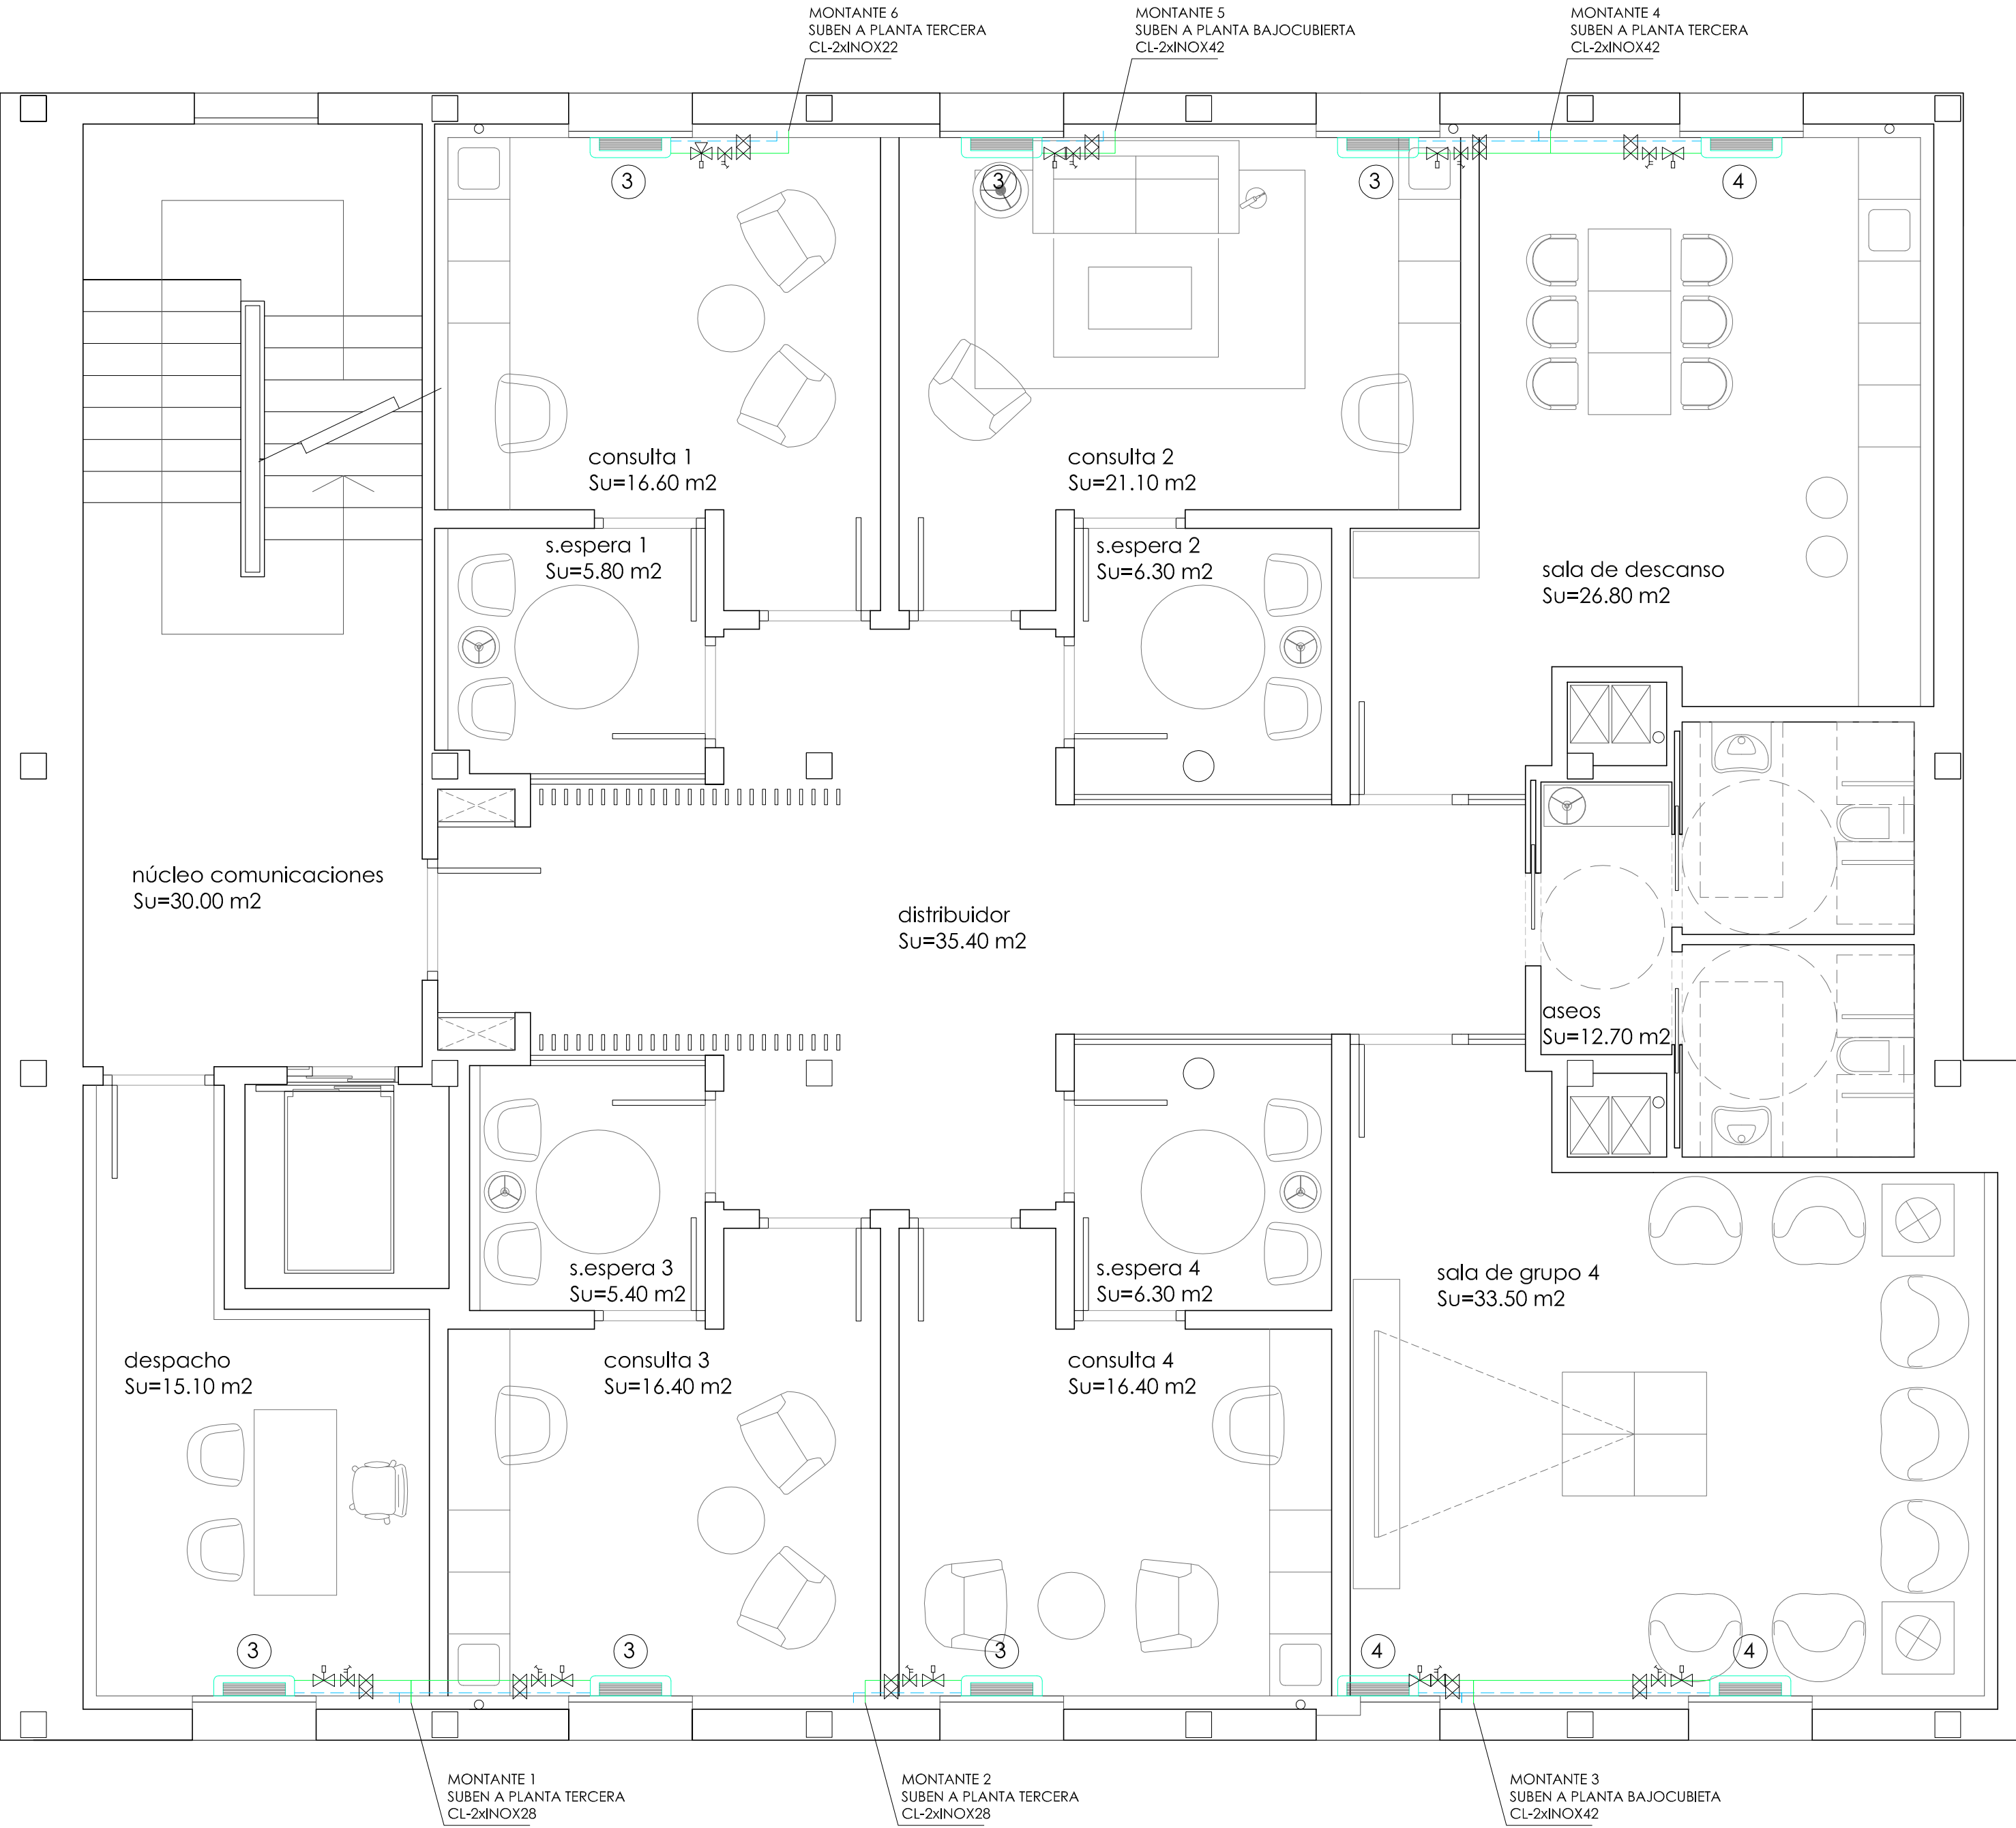 MONTANTE 6
SUBEN A PLANTA TERCERA
CL-2xINOX22
MONTANTE 5
SUBEN A PLANTA BAJOCUBIERTA
CL-2xINOX42
MONTANTE 4
SUBEN A PLANTA TERCERA
CL-2xINOX42
3
3
3
4
consulta 1
Su=16.60 m2
consulta 2
Su=21.10 m2
s.espera 1
Su=5.80 m2
s.espera 2
Su=6.30 m2
sala de descanso
Su=26.80 m2
núcleo comunicaciones
Su=30.00 m2
distribuidor
Su=35.40 m2
aseos
Su=12.70 m2
s.espera 3
Su=5.40 m2
s.espera 4
Su=6.30 m2
sala de grupo 4
Su=33.50 m2
despacho
Su=15.10 m2
consulta 3
Su=16.40 m2
consulta 4
Su=16.40 m2
3
3
3
4
4
MONTANTE 1
SUBEN A PLANTA TERCERA
CL-2xINOX28
MONTANTE 2
SUBEN A PLANTA TERCERA
CL-2xINOX28
MONTANTE 3
SUBEN A PLANTA BAJOCUBIETA
CL-2xINOX42